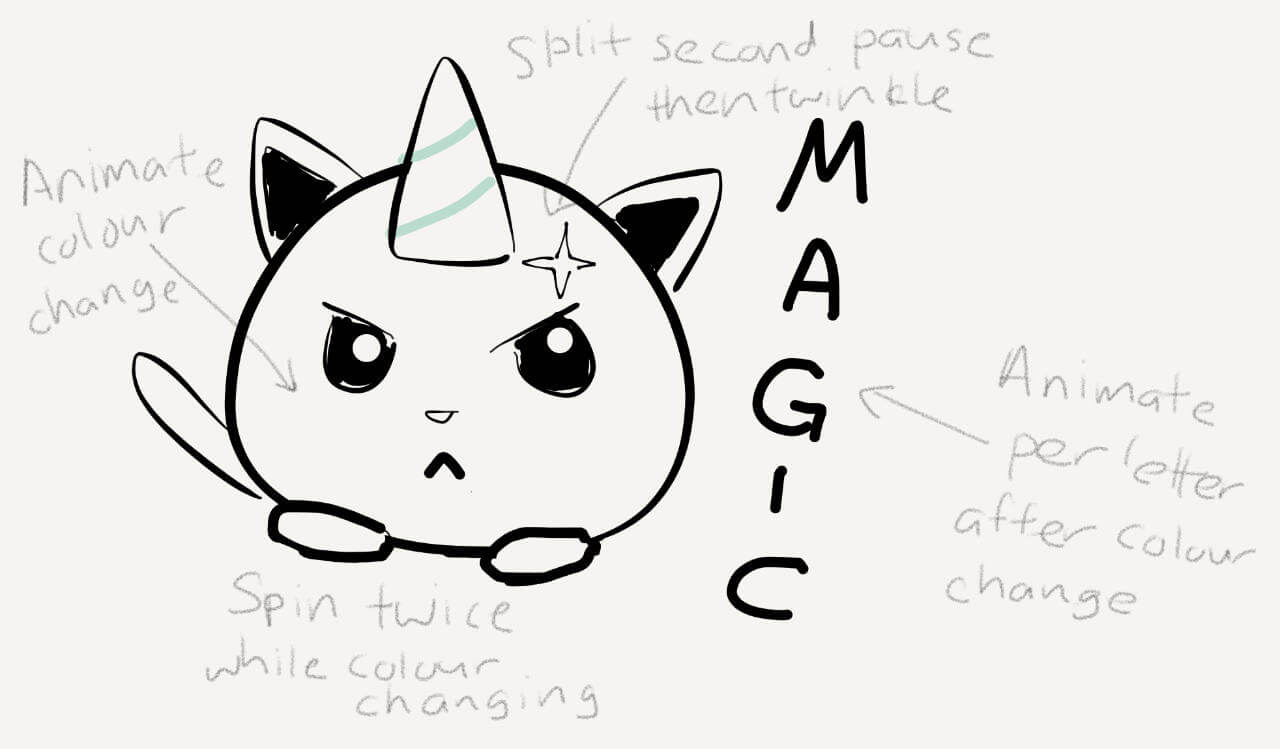 Split second pause
then twinkle
Animate
colour
change
M
A
G
I
C
Animate
per letter
after colour
change
Spin twice
while colour
changing